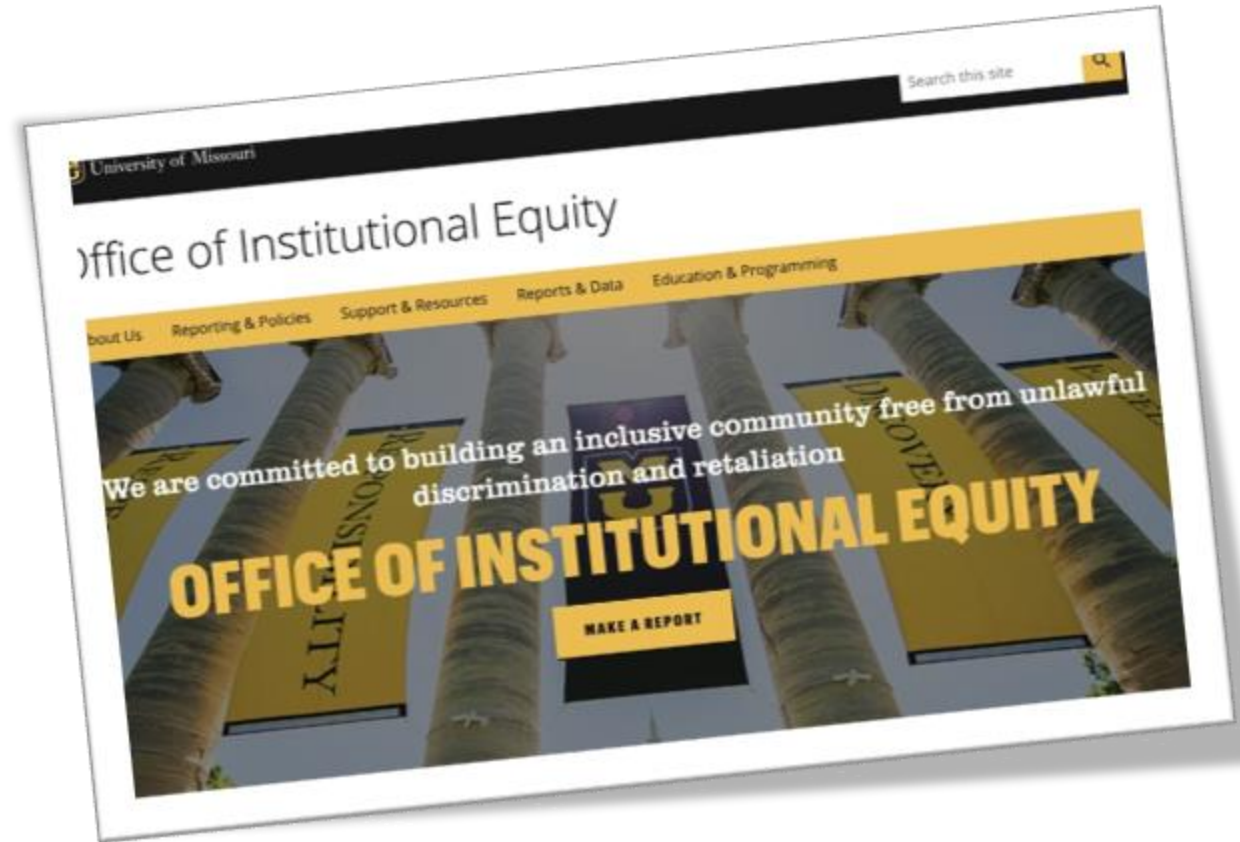 University of Missouri
Search this site
ffice of Institutional Equity
bout Us Reporting & Policies Support & Resources Reports & Data Education & Programming
We are committed to building an inclusive community free from unlawful
discrimination and retaliation
OFFICE OF INSTITUTIONAL EQUITY
MAKE A REPORT